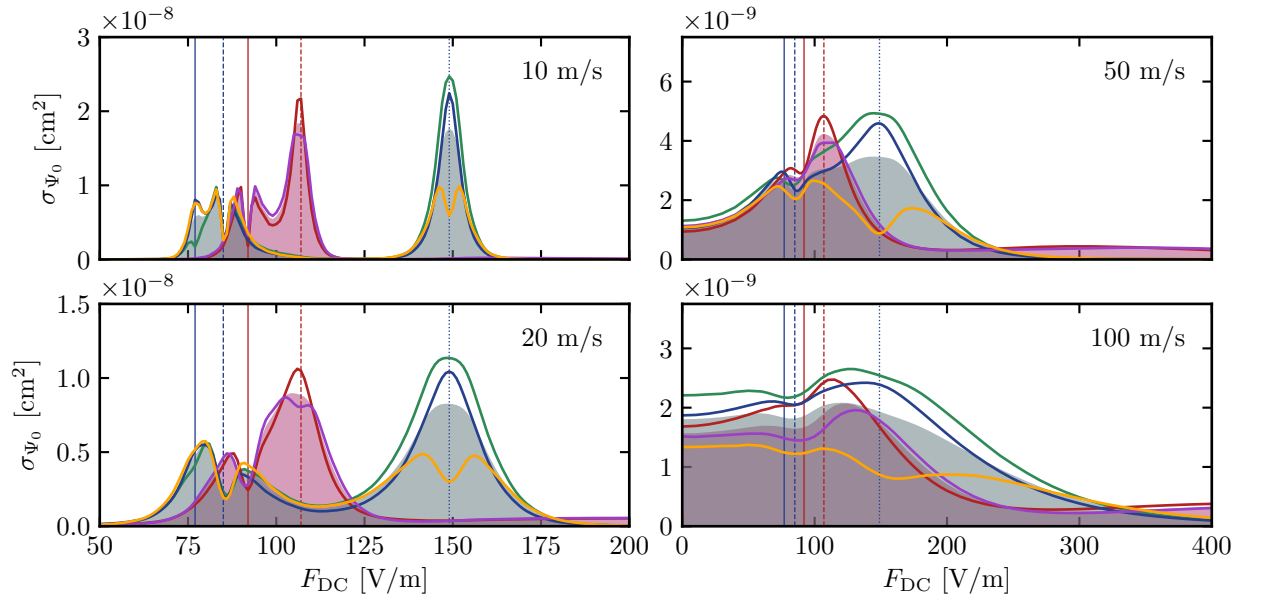 ×10⁻⁸
3
2
1
0
σ_Ψ₀ [cm²]
10 m/s
×10⁻⁹
6
4
2
0
50 m/s
×10⁻⁸
1.5
1.0
0.5
0.0
σ_Ψ₀ [cm²]
20 m/s
50 75 100 125 150 175 200
F_DC [V/m]
×10⁻⁹
3
2
1
0
100 m/s
0 100 200 300 400
F_DC [V/m]